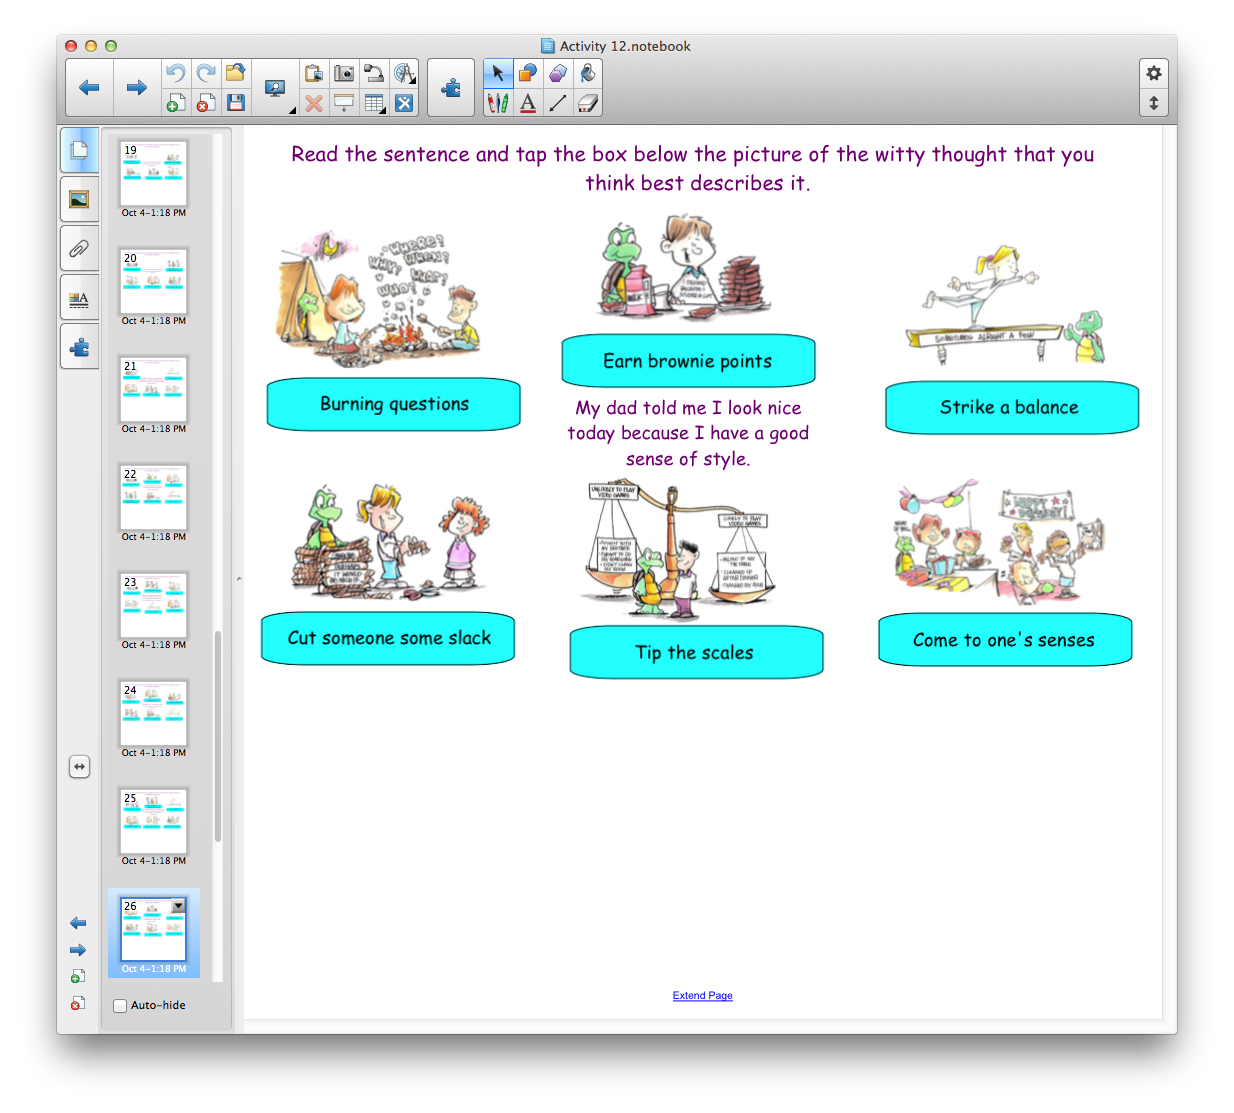 Activity 12.notebook
19
Oct 4-1:18 PM
20
Oct 4-1:18 PM
21
Oct 4-1:18 PM
22
Oct 4-1:18 PM
23
Oct 4-1:18 PM
24
Oct 4-1:18 PM
25
Oct 4-1:18 PM
26
Oct 4-1:18 PM
Auto-hide
Read the sentence and tap the box below the picture of the witty thought that you
think best describes it.
WHERE?
WHEN?
WHY?
WHAT?
WHO?
Burning questions
MILK
Earn brownie points
Strike a balance
My dad told me I look nice
today because I have a good
sense of style.
Cut someone some slack
UNLIKELY TO PLAY
VIDEO GAMES
LIKELY TO PLAY
VIDEO GAMES
Tip the scales
Come to one's senses
Extend Page